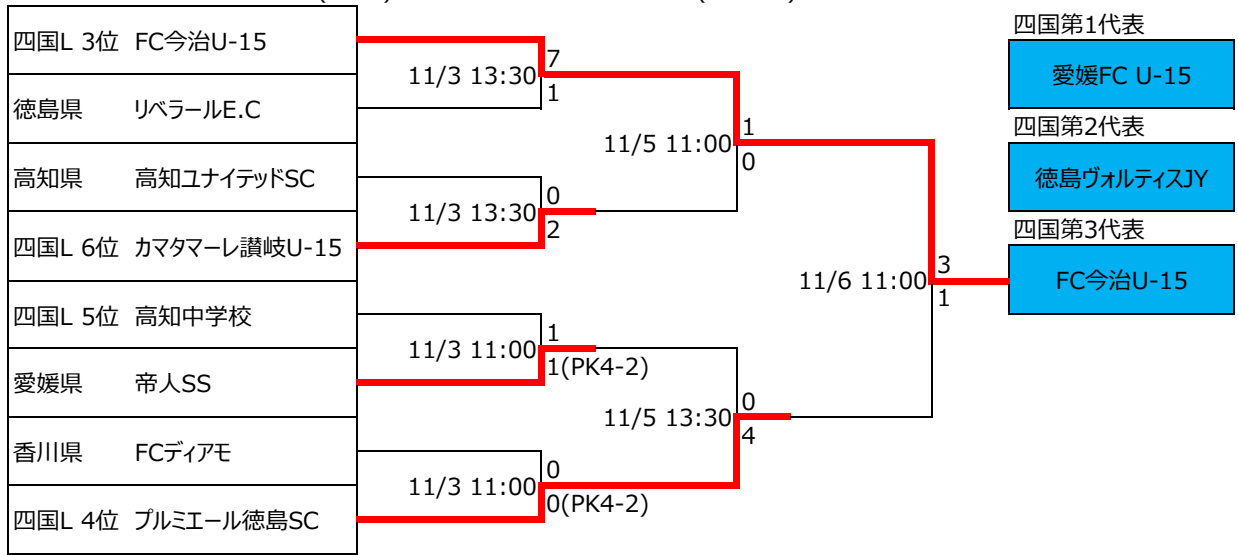 四国L 3位 FC今治U-15
徳島県 リベラールE.C
高知県 高知ユナイテッドSC
四国L 6位 カマタマーレ讃岐U-15
四国L 5位 高知中学校
愛媛県 帝人SS
香川県 FCディアモ
四国L 4位 プルミエール徳島SC
11/3 13:30
7
1
11/3 13:30
0
2
11/3 11:00
1
1(PK4-2)
11/3 11:00
0
0(PK4-2)
11/5 11:00
1
0
11/5 13:30
0
4
11/6 11:00
3
1
四国第1代表
愛媛FC U-15
四国第2代表
徳島ヴォルティスJY
四国第3代表
FC今治U-15